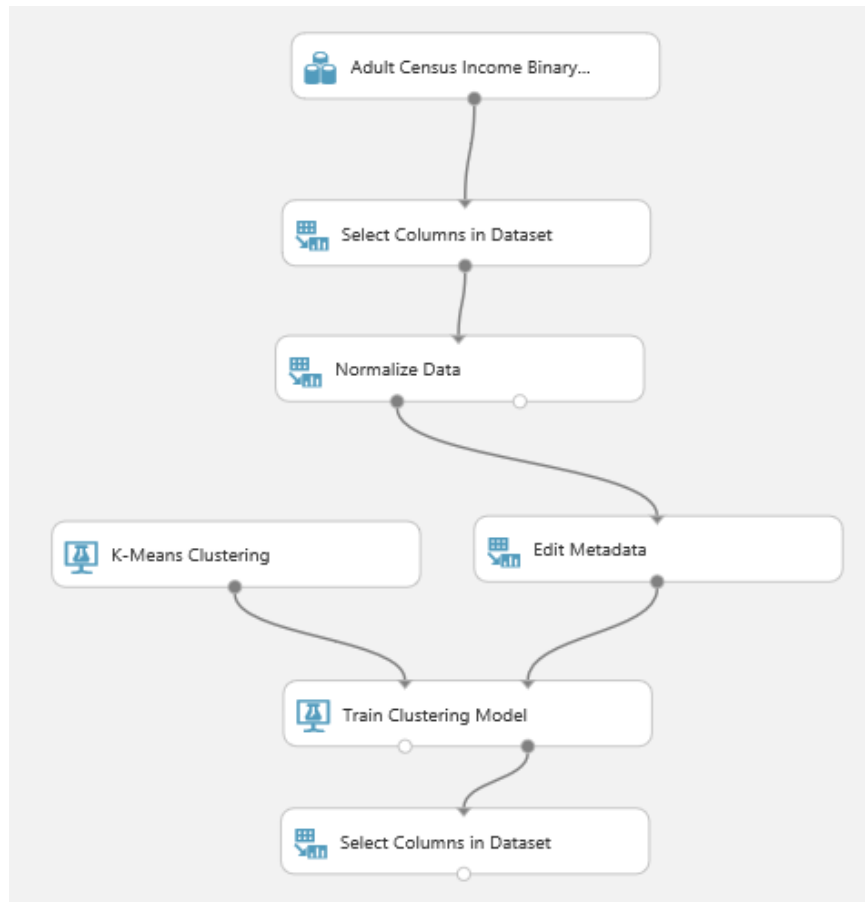 Adult Census Income Binary...
Select Columns in Dataset
Normalize Data
K-Means Clustering
Edit Metadata
Train Clustering Model
Select Columns in Dataset